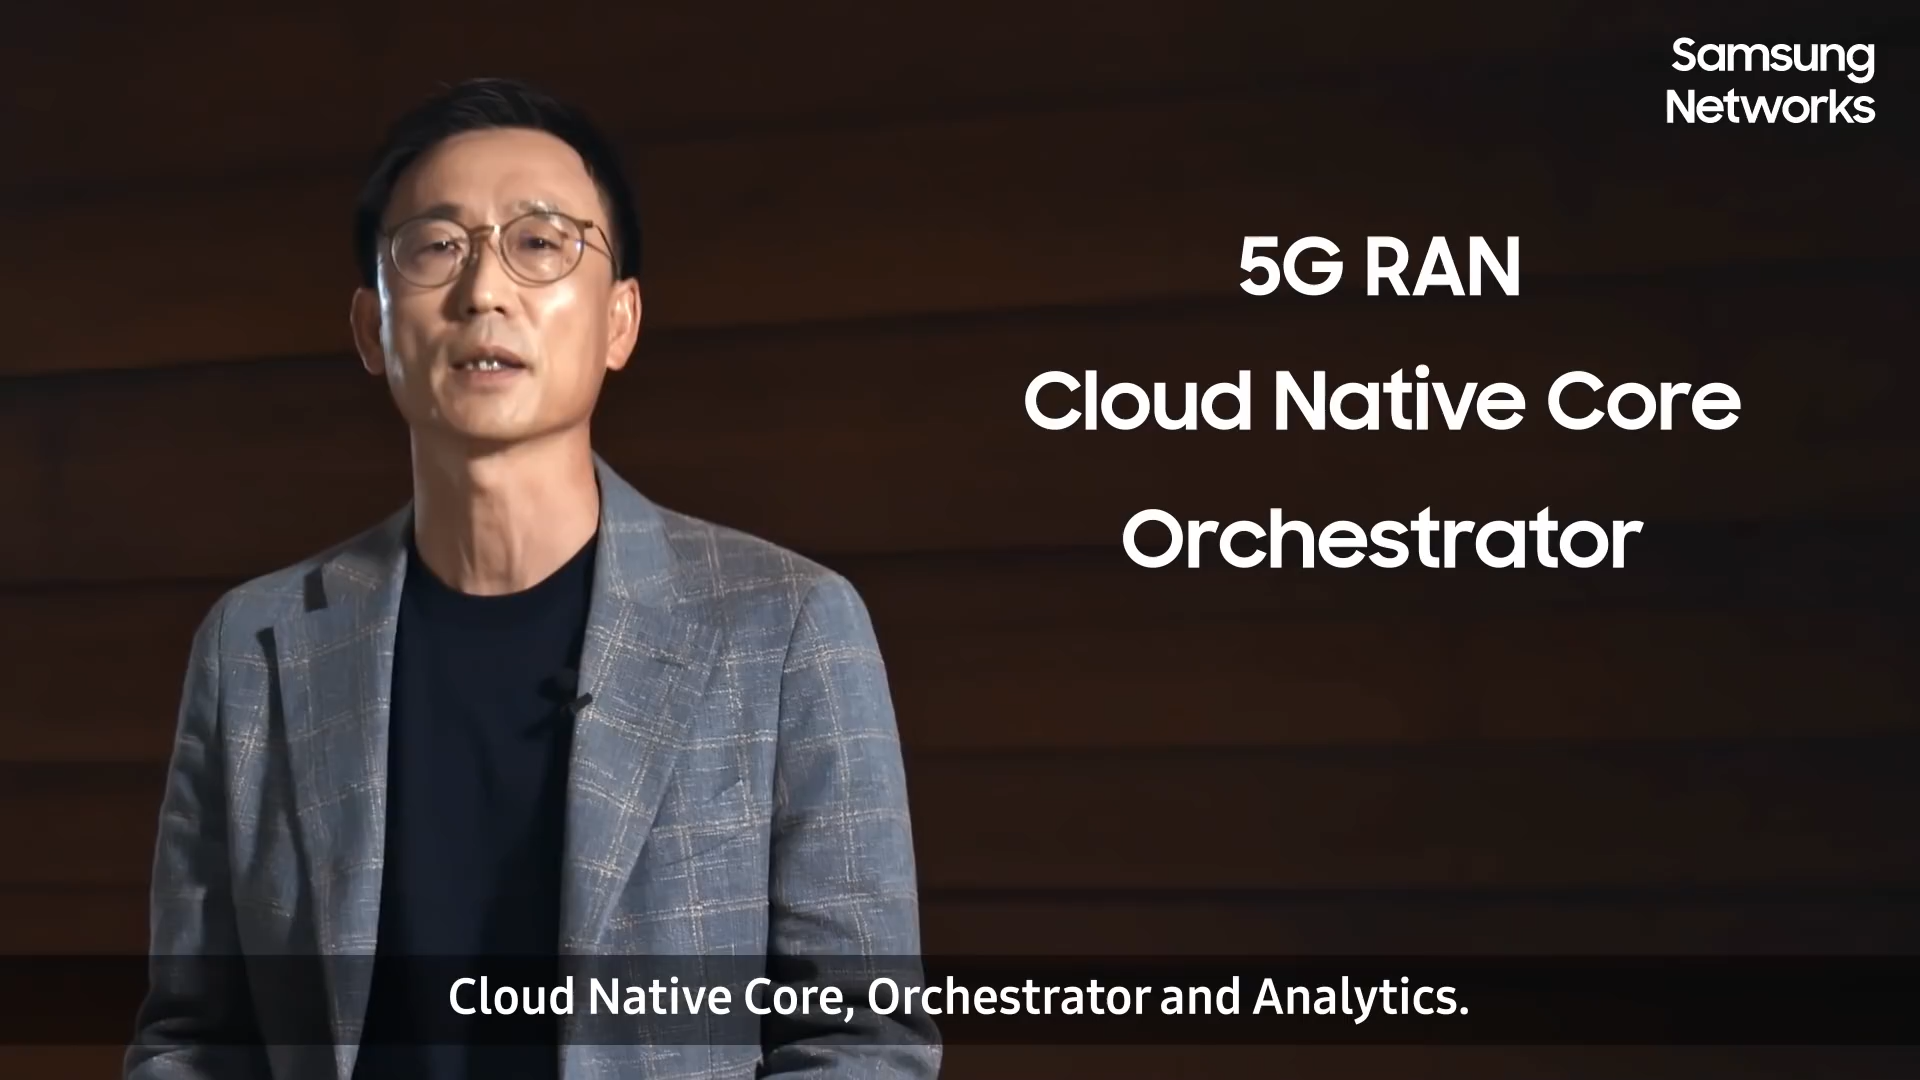 Samsung
Networks
5G RAN
Cloud Native Core
Orchestrator
Cloud Native Core, Orchestrator and Analytics.